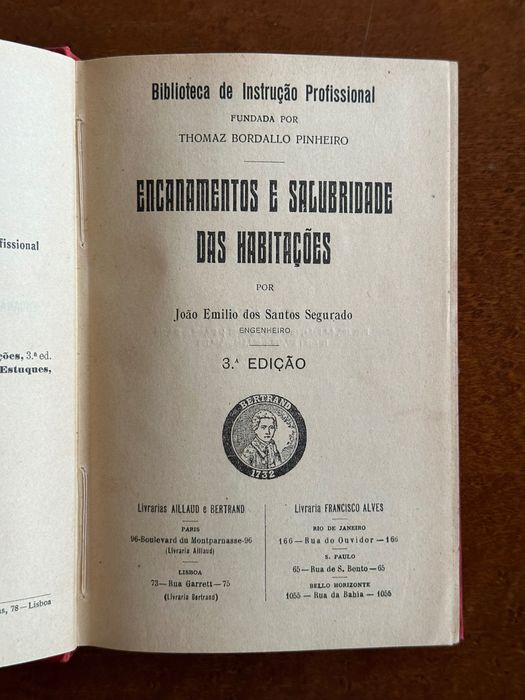 fissional
ções, 3.ª ed.
Estuques,
78 — Lisboa
Biblioteca de Instrução Profissional
FUNDADA POR
THOMAZ BORDALLO PINHEIRO
ENCANAMENTOS E SALUBRIDADE
DAS HABITAÇÕES
POR
João Emilio dos Santos Segurado
ENGENHEIRO
3.ª EDIÇÃO
BERTRAND
1732
Livrarias AILLAUD e BERTRAND
PARIS
96-Boulevard du Montparnasse-96
(Livraria Aillaud)
LISBOA
73 — Rua Garrett — 75
(Livraria Bertrand)
Livraria FRANCISCO ALVES
RIO DE JANEIRO
166 — Rua do Ouvidor — 166
S. PAULO
65 — Rua de S. Bento — 65
BELLO HORIZONTE
1055 — Rua da Bahia — 1055